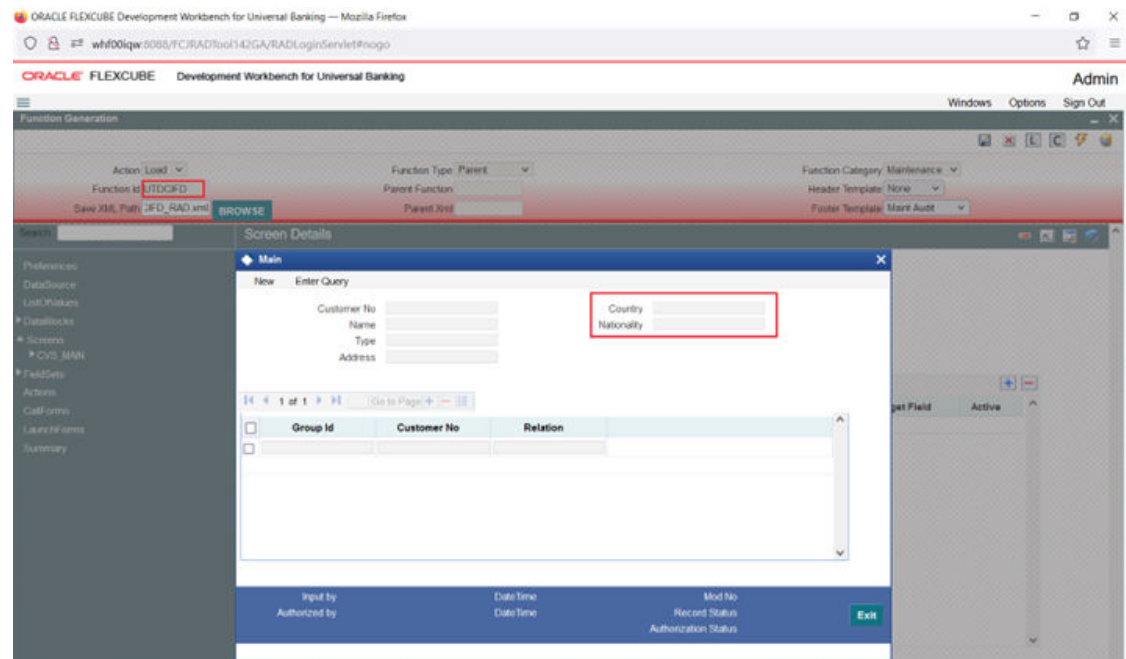 ORACLE FLEXCUBE Development Workbench for Universal Banking — Mozilla Firefox
whf00iqw:8088/FCJRADTool142GA/RADLoginServlet#nogo
ORACLE FLEXCUBE Development Workbench for Universal Banking Admin
Windows Options Sign Out
Function Generation
Action Load Function Type Parent Function Category Maintenance
Function Id UTDCIFD Parent Function Header Template None
Save XML Path JFD_RAD.xml BROWSE Parent Xml Footer Template Maint Audit
Search Screen Details
Preferences
DataSource
ListOfValues
DataBlocks
Screens
CVS_MAIN
FieldSets
Actions
CallForms
LaunchForms
Summary
Main
New Enter Query
Customer No Country
Name Nationality
Type
Address
1 of 1 Go to Page
get Field Active
Group Id Customer No Relation
Input by DateTime Mod No
Authorized by DateTime Record Status
Authorization Status
Exit